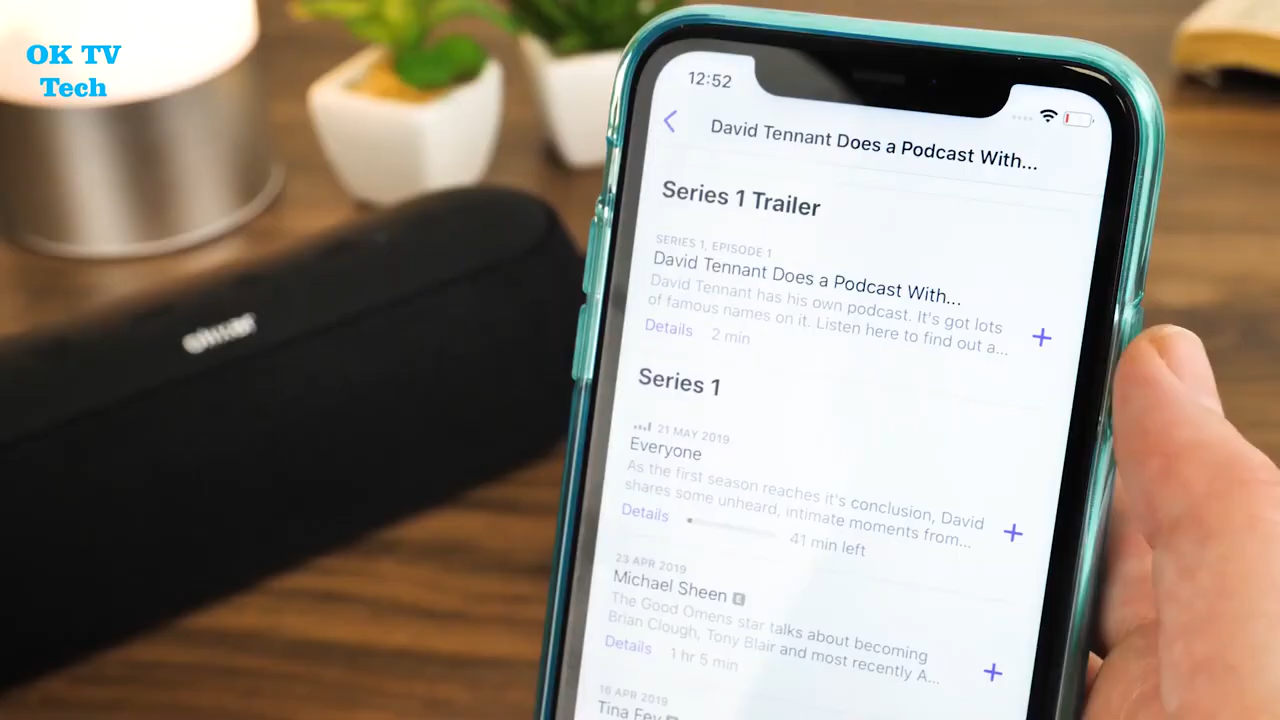 OK TV
Tech
12:52
David Tennant Does a Podcast With...
Series 1 Trailer
SERIES 1, EPISODE 1
David Tennant Does a Podcast With...
David Tennant has his own podcast. It's got lots
of famous names on it. Listen here to find out a...
Details 2 min
Series 1
21 MAY 2019
Everyone
As the first season reaches it's conclusion, David
shares some unheard, intimate moments from...
Details 41 min left
23 APR 2019
Michael Sheen E
The Good Omens star talks about becoming
Brian Clough, Tony Blair and most recently A...
Details 1 hr 5 min
16 APR 2019
Tina Fey